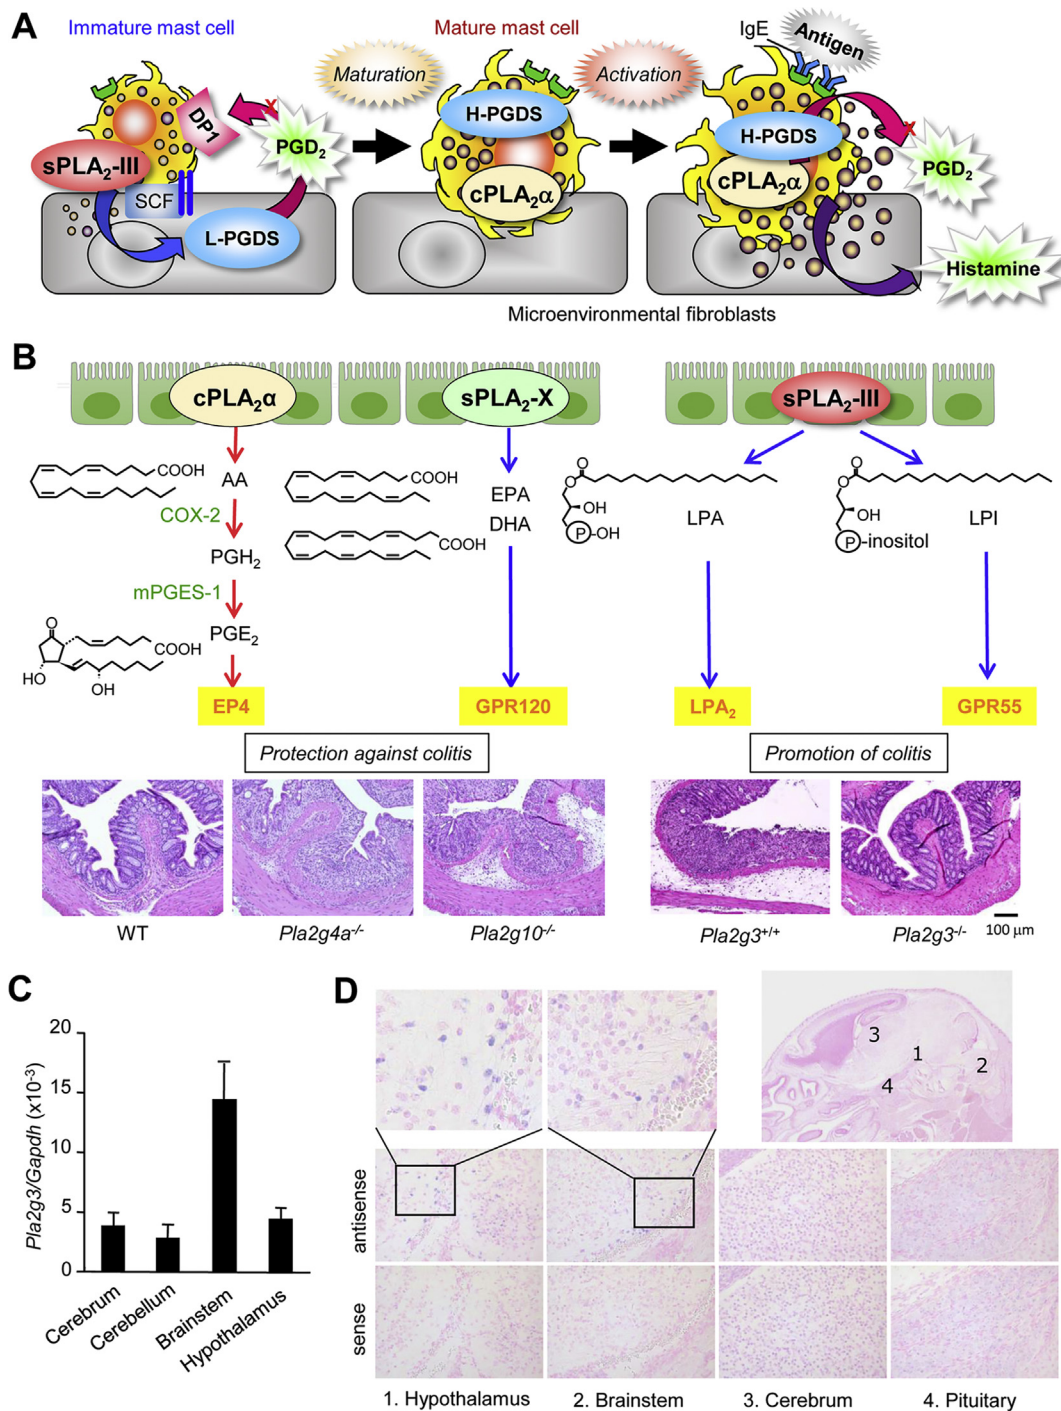 A
Immature mast cell
Mature mast cell
IgE
Antigen
Maturation
Activation
DP1
X
PGD2
H-PGDS
H-PGDS
X
PGD2
sPLA2-III
SCF
cPLA2α
cPLA2α
L-PGDS
Histamine
Microenvironmental fibroblasts
B
cPLA2α
sPLA2-X
sPLA2-III
COOH
AA
COOH
EPA
O
O
OH
P-OH
LPA
O
O
OH
P-inositol
LPI
COX-2
DHA
COOH
PGH2
mPGES-1
O
COOH
HO
OH
PGE2
EP4
GPR120
LPA2
GPR55
Protection against colitis
Promotion of colitis
WT
Pla2g4a-/-
Pla2g10-/-
Pla2g3+/+
Pla2g3-/-
100 µm
C
Pla2g3/Gapdh (x10-3)
20
15
10
5
0
Cerebrum
Cerebellum
Brainstem
Hypothalamus
D
3
1
2
4
antisense
sense
1. Hypothalamus
2. Brainstem
3. Cerebrum
4. Pituitary